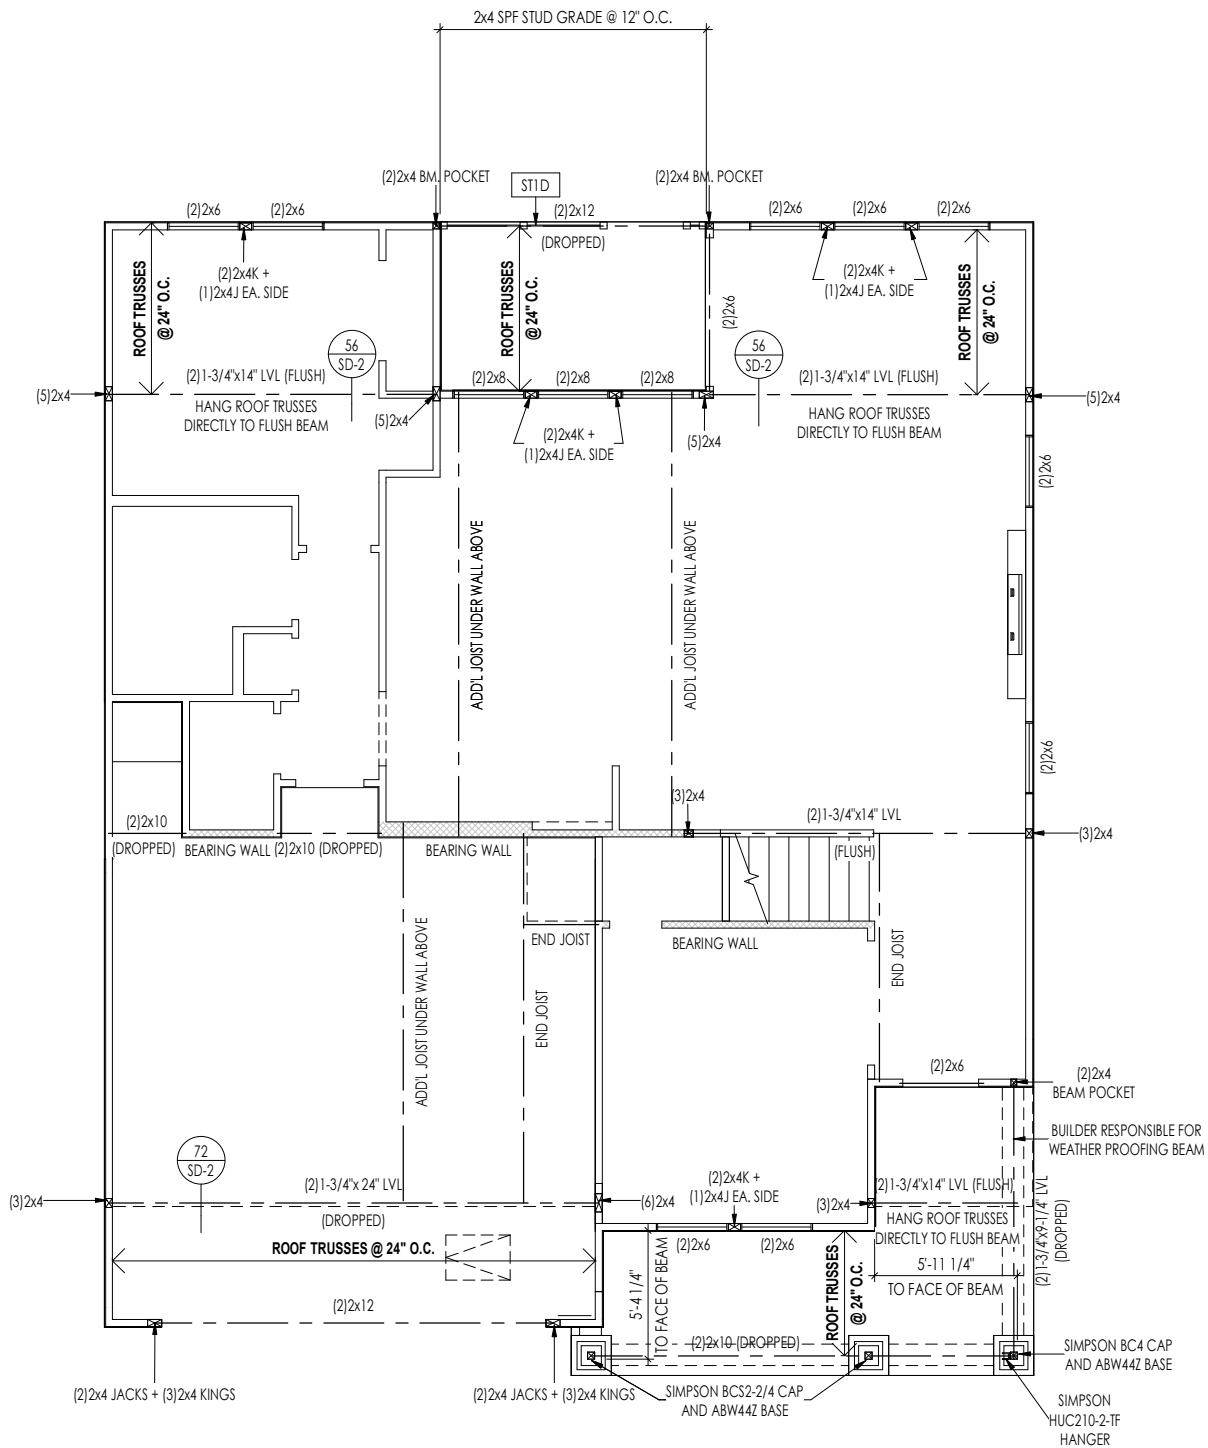 2x4 SPF STUD GRADE @ 12" O.C.
(2)2x4 BM. POCKET
ST1D
(2)2x4 BM. POCKET
(2)2x6
(2)2x6
(2)2x12
(DROPPED)
(2)2x6
(2)2x6
(2)2x6
ROOF TRUSSES
@ 24" O.C.
(2)2x4K +
(1)2x4J EA. SIDE
ROOF TRUSSES
@ 24" O.C.
(2)2x6
(2)2x4K +
(1)2x4J EA. SIDE
ROOF TRUSSES
@ 24" O.C.
56
SD-2
56
SD-2
(2)1-3/4"x14" LVL (FLUSH)
(2)2x8
(2)2x8
(2)2x8
(2)1-3/4"x14" LVL (FLUSH)
(5)2x4
HANG ROOF TRUSSES
DIRECTLY TO FLUSH BEAM
(5)2x4
(2)2x4K +
(1)2x4J EA. SIDE
(5)2x4
HANG ROOF TRUSSES
DIRECTLY TO FLUSH BEAM
(5)2x4
(2)2x6
ADD'L JOIST UNDER WALL ABOVE
ADD'L JOIST UNDER WALL ABOVE
(2)2x6
(3)2x4
(2)1-3/4"x14" LVL
(FLUSH)
(3)2x4
(2)2x10
(DROPPED)
BEARING WALL
(2)2x10 (DROPPED)
BEARING WALL
END JOIST
BEARING WALL
END JOIST
ADD'L JOIST UNDER WALL ABOVE
END JOIST
(2)2x6
(2)2x4
BEAM POCKET
BUILDER RESPONSIBLE FOR
WEATHER PROOFING BEAM
72
SD-2
(3)2x4
(2)1-3/4"x 24" LVL
(DROPPED)
(6)2x4
(2)2x4K +
(1)2x4J EA. SIDE
(3)2x4
(2)1-3/4"x14" LVL (FLUSH)
HANG ROOF TRUSSES
DIRECTLY TO FLUSH BEAM
(2)1-3/4"x9-1/4" LVL
(DROPPED)
ROOF TRUSSES @ 24" O.C.
(2)2x6
(2)2x6
5'-4 1/4"
TO FACE OF BEAM
ROOF TRUSSES
@ 24" O.C.
5'-11 1/4"
TO FACE OF BEAM
(2)2x12
(2)2x10 (DROPPED)
(2)2x4 JACKS + (3)2x4 KINGS
(2)2x4 JACKS + (3)2x4 KINGS
SIMPSON BCS2-2/4 CAP
AND ABW44Z BASE
SIMPSON BC4 CAP
AND ABW44Z BASE
SIMPSON
HUC210-2-TF
HANGER